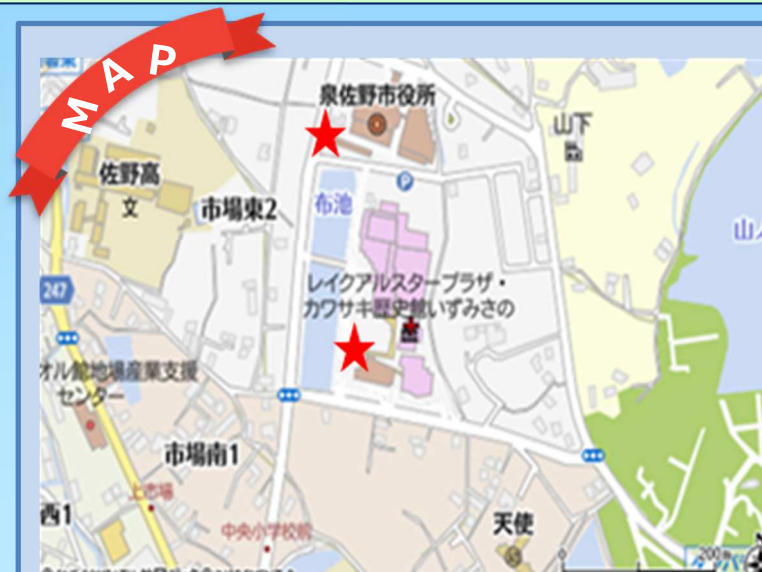 MAP
泉佐野市役所
山下
佐野高
文
市場東2
布池
P
山
247
レイクアルスタープラザ・
カワサキ歴史館いずみさの
オル館地場産業支援
センター
市場南1
上市場
西1
中央小学校前
天使
200m